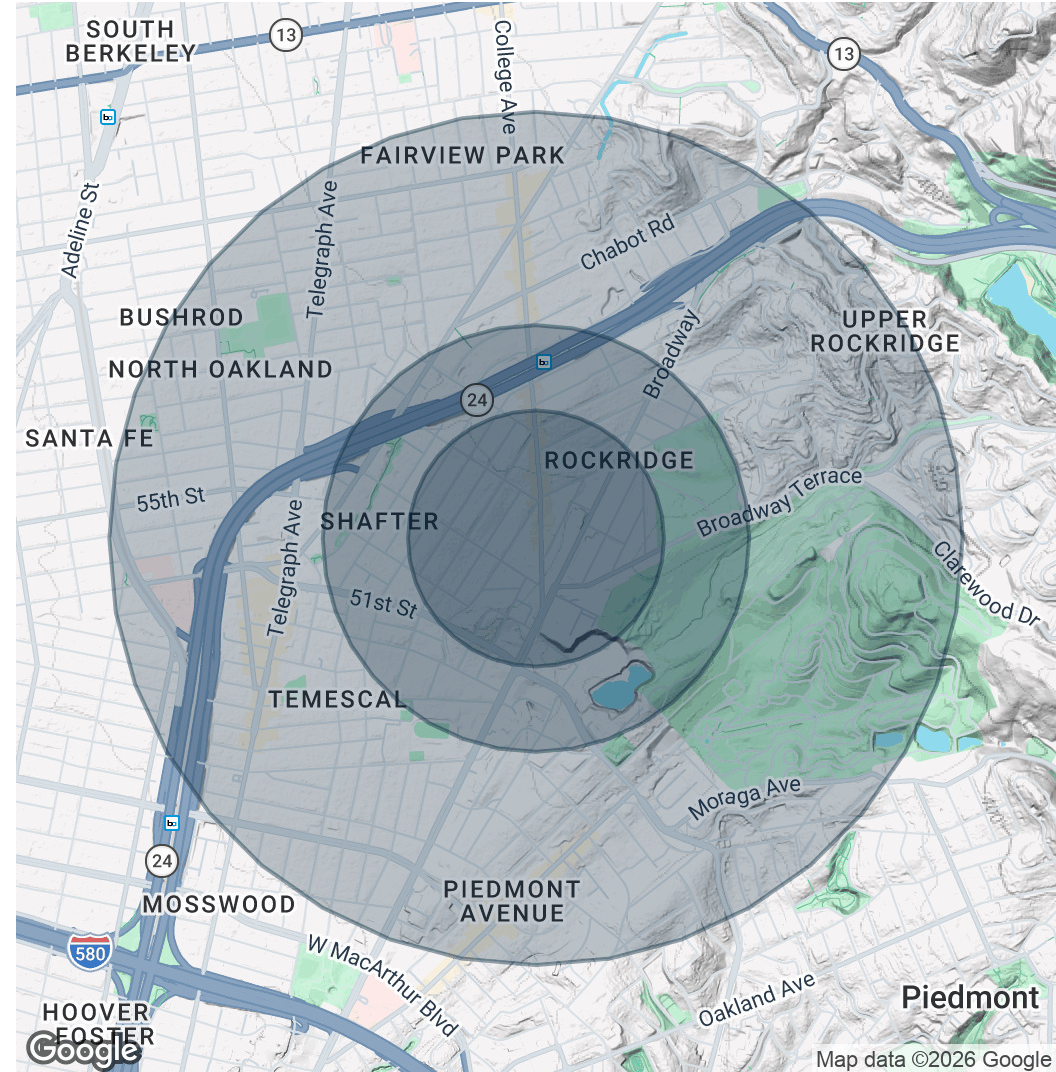 SOUTH
BERKELEY
13
College Ave
13
FAIRVIEW PARK
Adeline St
Telegraph Ave
Chabot Rd
BUSHROD
UPPER
ROCKRIDGE
NORTH OAKLAND
Broadway
24
SANTA FE
ROCKRIDGE
55th St
Broadway Terrace
SHAFTER
Telegraph Ave
51st St
Clarewood Dr
TEMESCAL
Moraga Ave
24
PIEDMONT
AVENUE
MOSSWOOD
580
W MacArthur Blvd
Oakland Ave
Piedmont
HOOVER
FOSTER
Google
Map data ©2026 Google